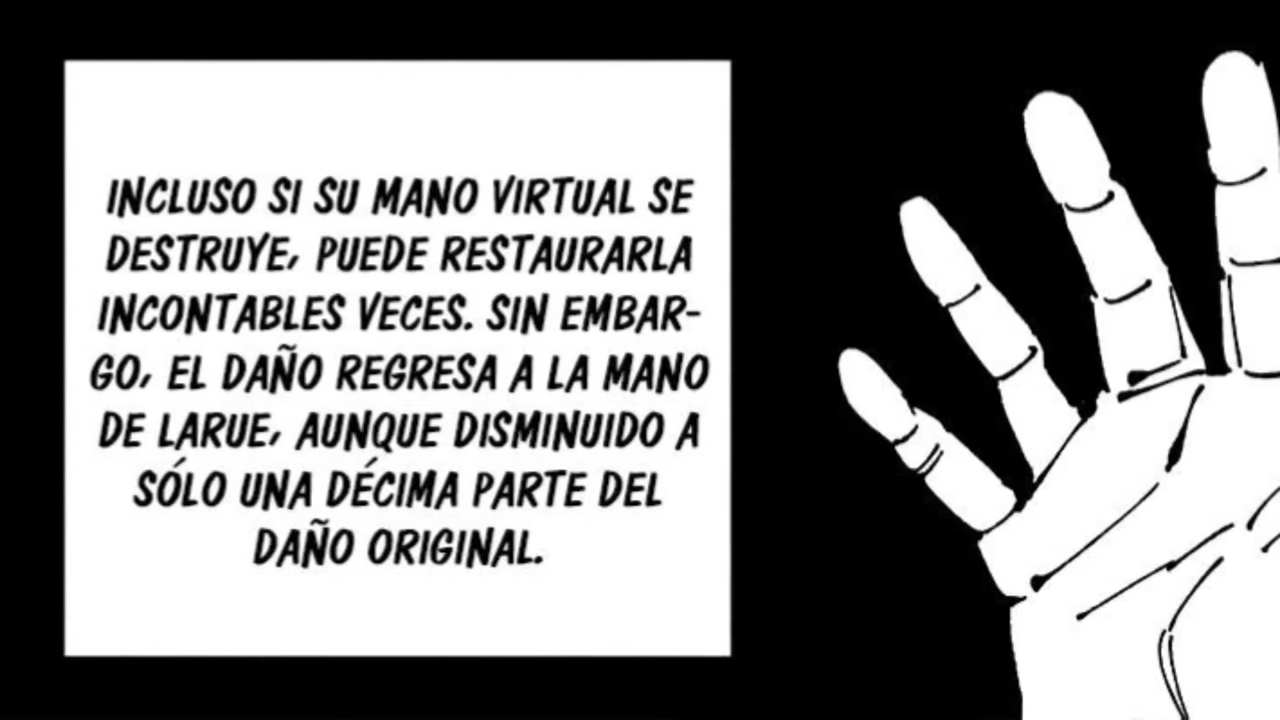 INCLUSO SI SU MANO VIRTUAL SE
DESTRUYE, PUEDE RESTAURARLA
INCONTABLES VECES. SIN EMBAR-
GO, EL DAÑO REGRESA A LA MANO
DE LARUE, AUNQUE DISMINUIDO A
SÓLO UNA DÉCIMA PARTE DEL
DAÑO ORIGINAL.